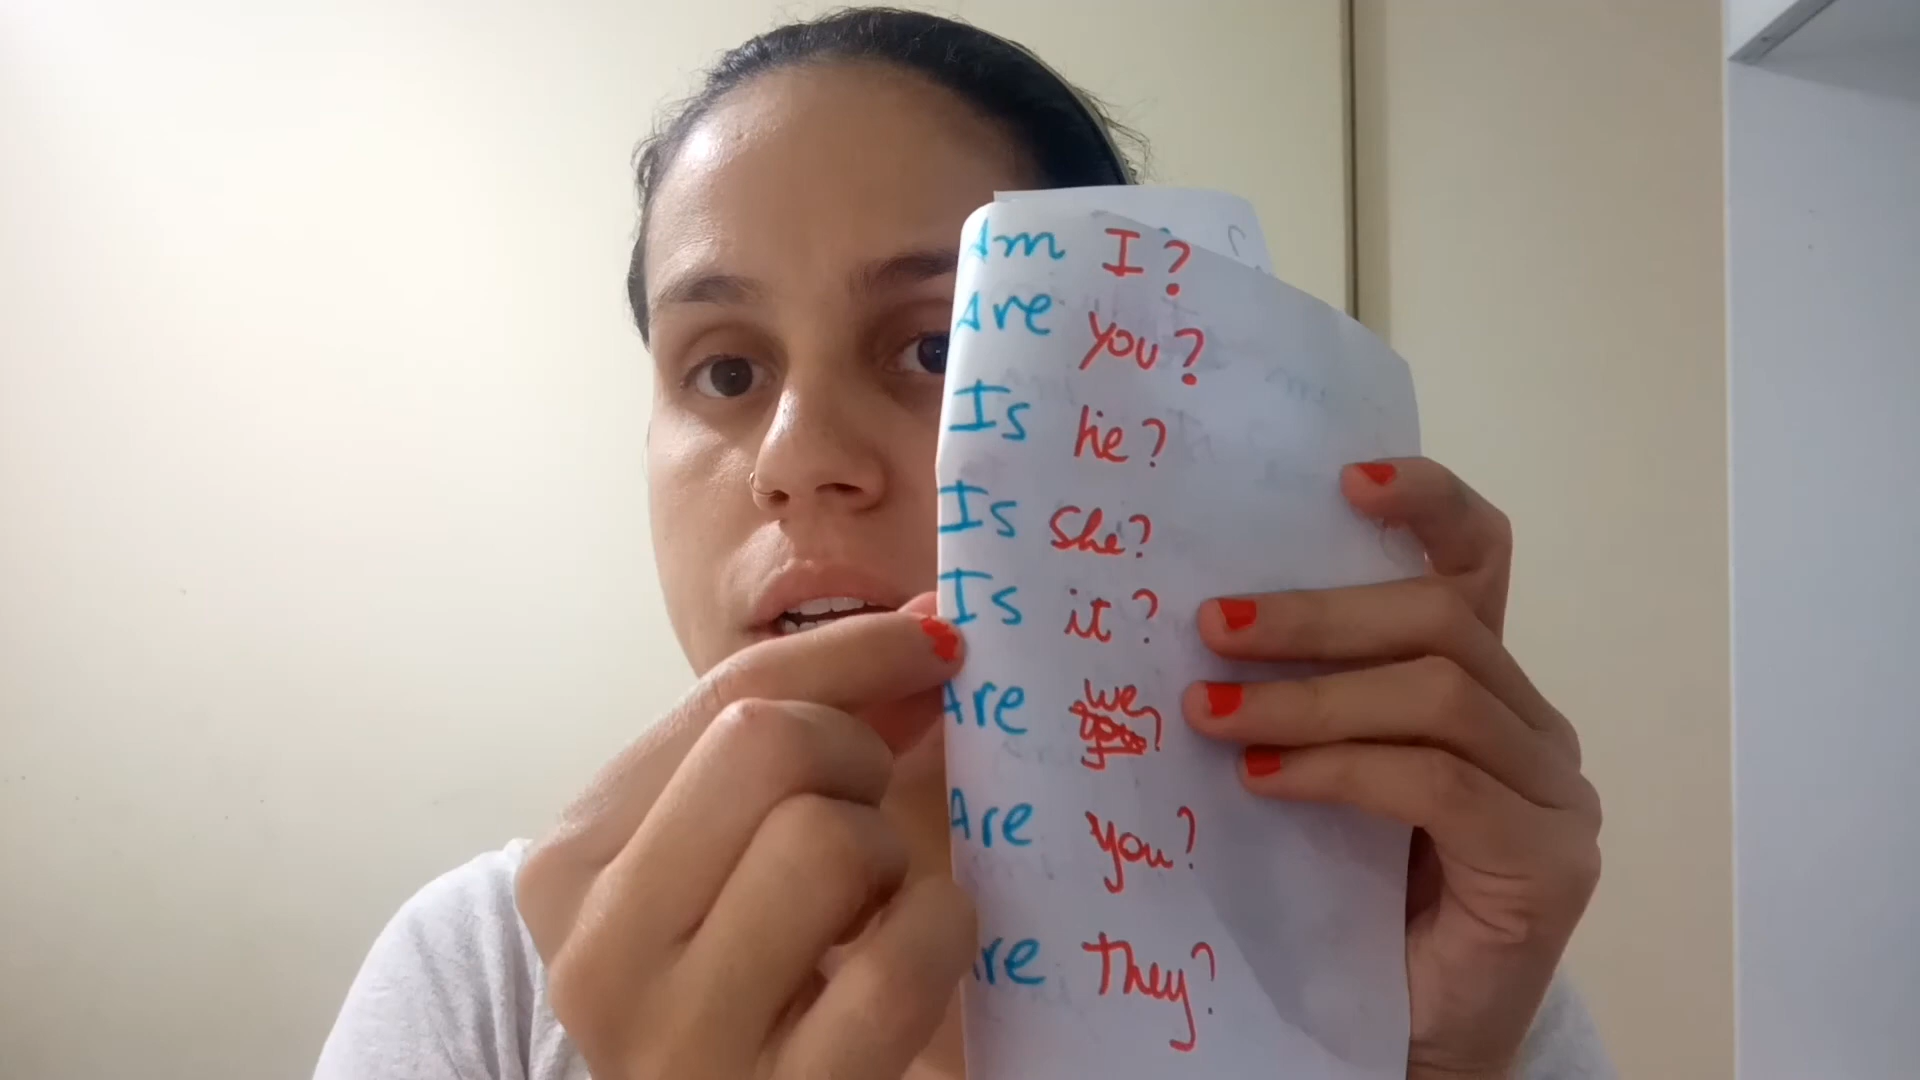 Am I?
Are you?
Is he?
Is she?
Is it?
Are we?
Are you?
Are they?